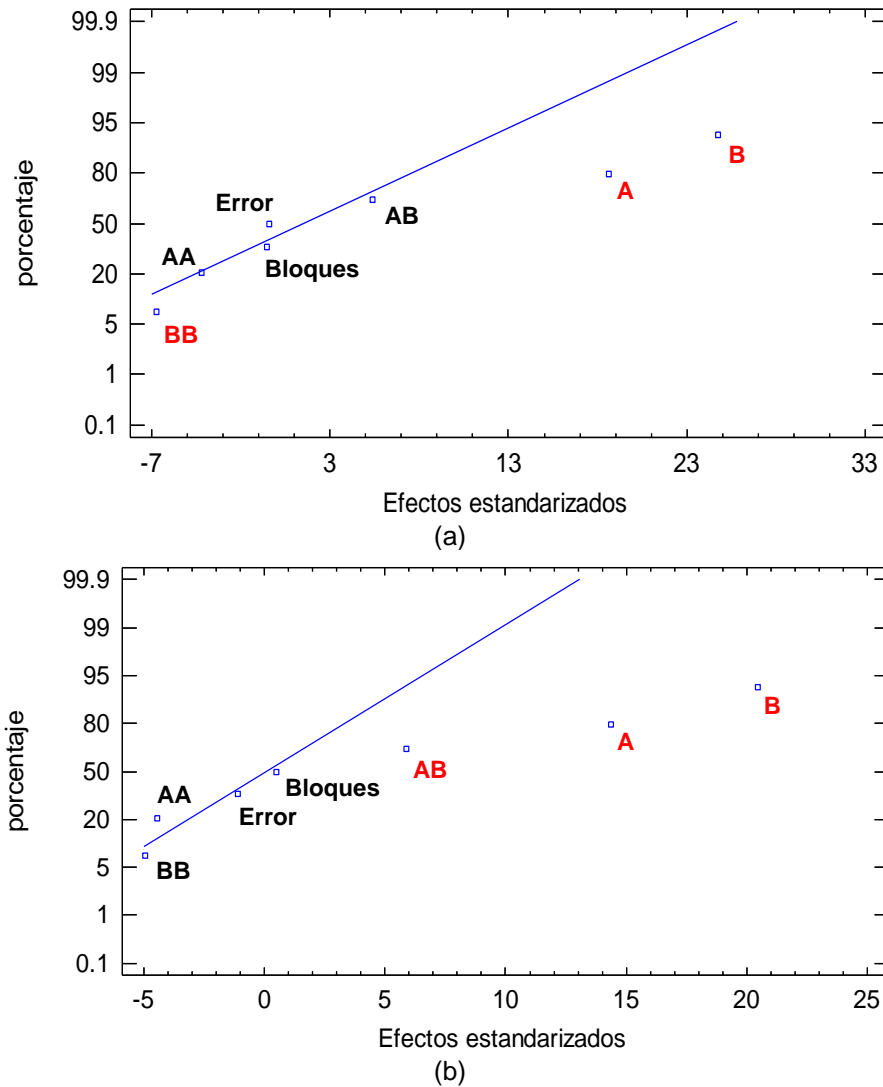 99.9
99
95
80
50
20
5
1
0.1
porcentaje
B
A
AB
Error
Bloques
AA
BB
-7 3 13 23 33
Efectos estandarizados
(a)
99.9
99
95
80
50
20
5
1
0.1
porcentaje
B
A
AB
Bloques
AA
Error
BB
-5 0 5 10 15 20 25
Efectos estandarizados
(b)